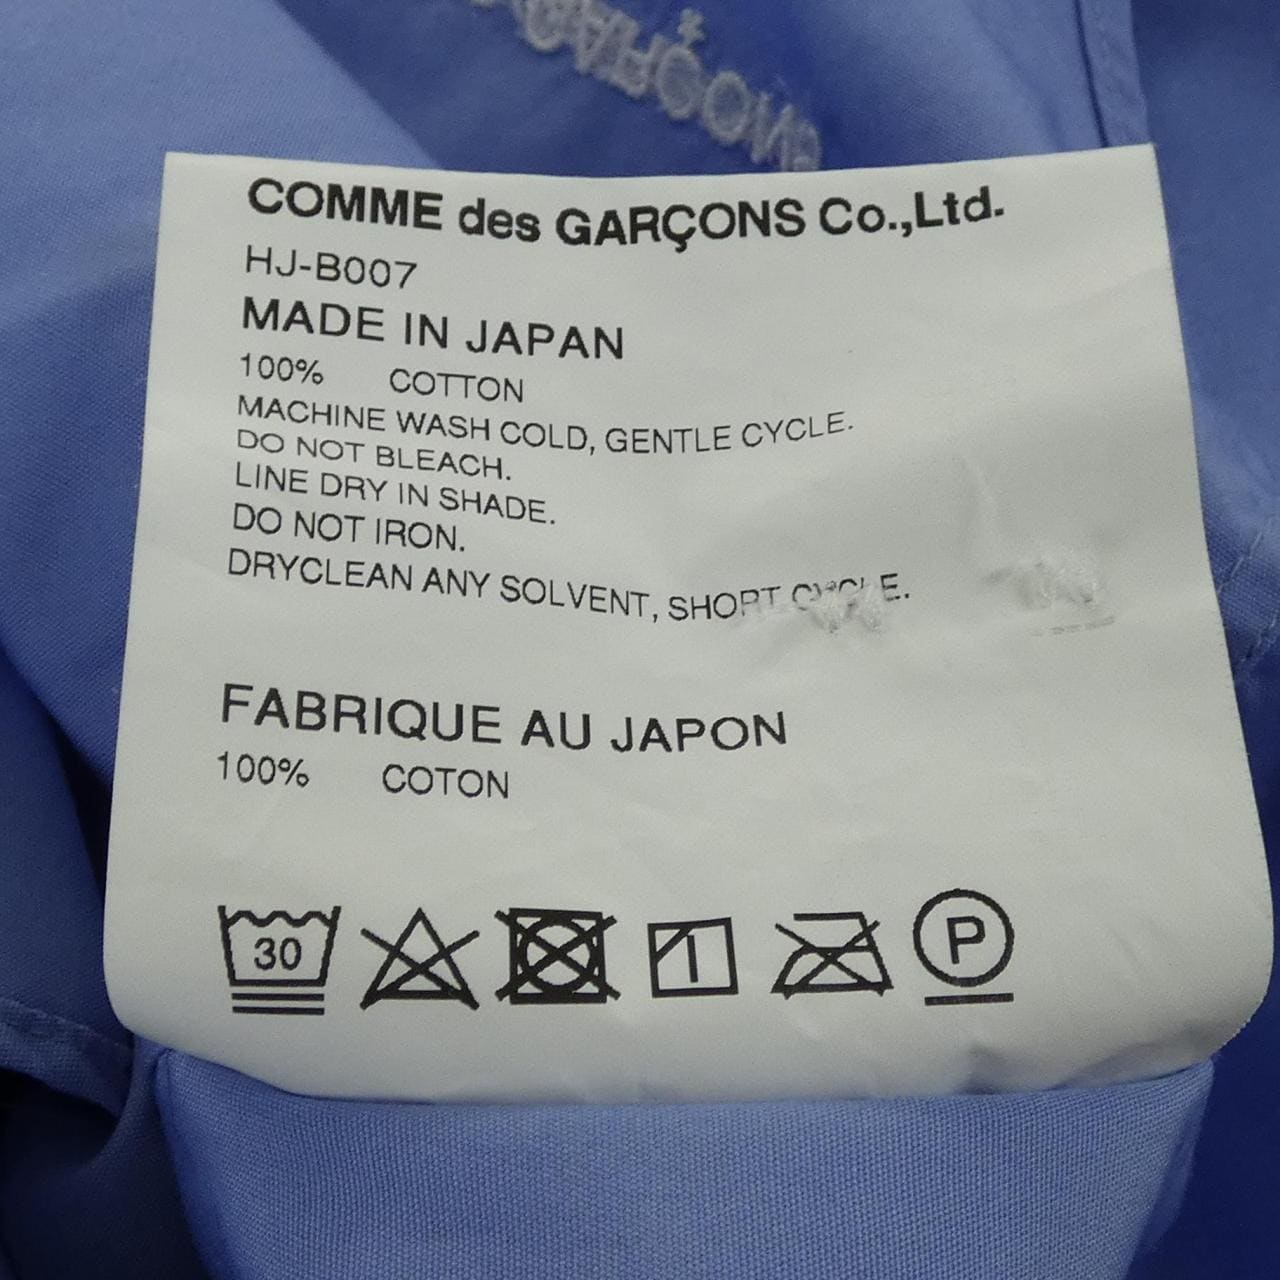 COMME des GARÇONS Co.,Ltd.
HJ-B007
MADE IN JAPAN
100% COTTON
MACHINE WASH COLD, GENTLE CYCLE.
DO NOT BLEACH.
LINE DRY IN SHADE.
DO NOT IRON.
DRYCLEAN ANY SOLVENT, SHORT CYCLE.
FABRIQUE AU JAPON
100% COTON
30
P